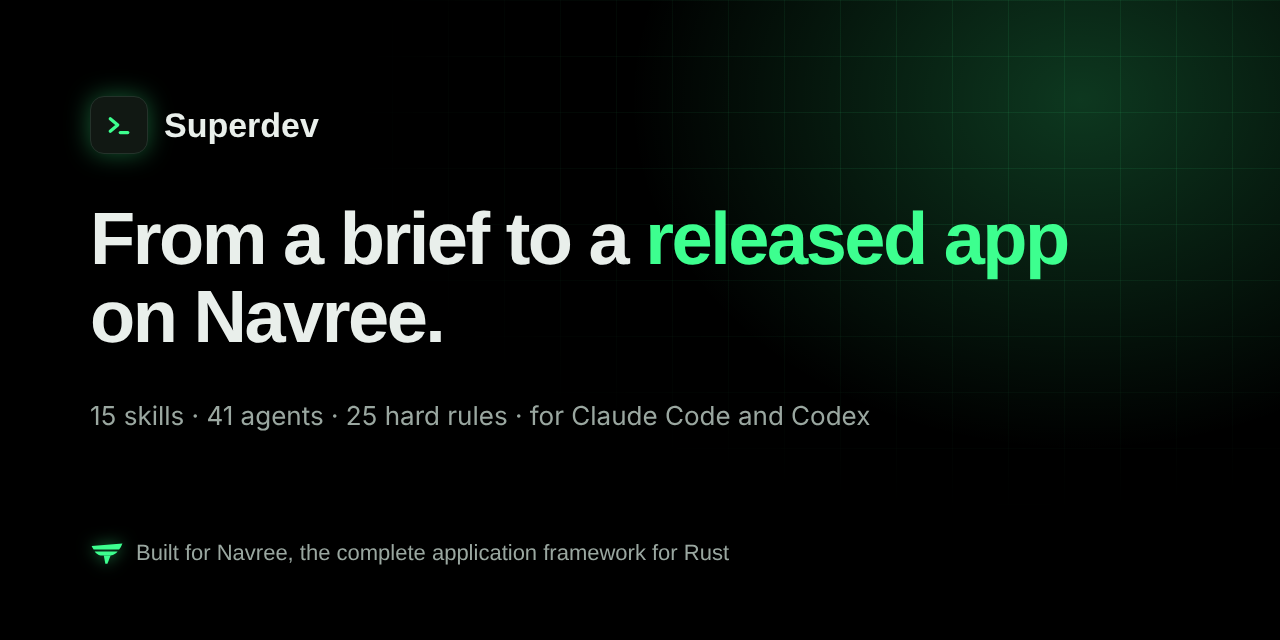 Superdev
From a brief to a released app
on Navree.
15 skills · 41 agents · 25 hard rules · for Claude Code and Codex
Built for Navree, the complete application framework for Rust